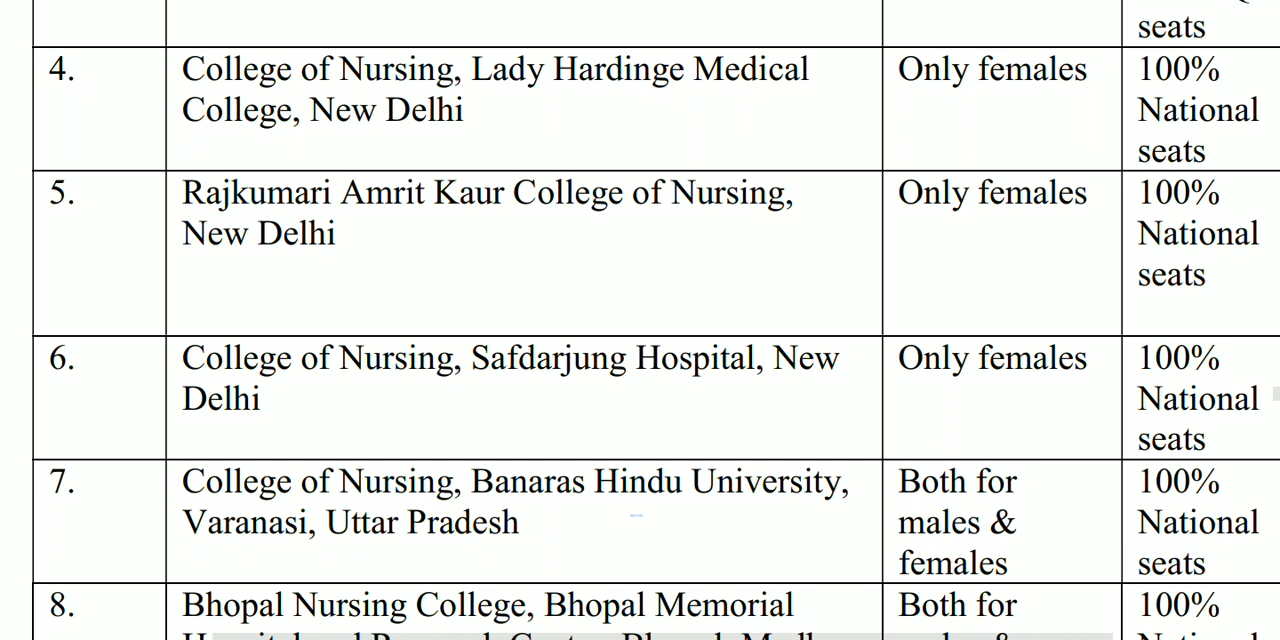 seats
4. College of Nursing, Lady Hardinge Medical Only females 100%
College, New Delhi National
seats
5. Rajkumari Amrit Kaur College of Nursing, Only females 100%
New Delhi National
seats
6. College of Nursing, Safdarjung Hospital, New Only females 100%
Delhi National
seats
7. College of Nursing, Banaras Hindu University, Both for 100%
Varanasi, Uttar Pradesh males & National
females seats
8. Bhopal Nursing College, Bhopal Memorial Both for 100%